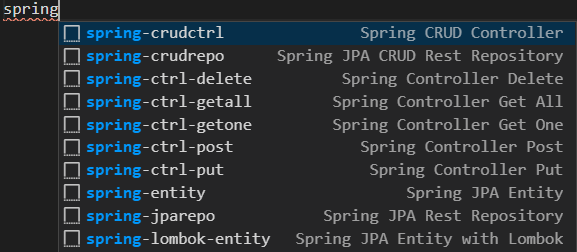 spring
spring-crudctrl Spring CRUD Controller
spring-crudrepo Spring JPA CRUD Rest Repository
spring-ctrl-delete Spring Controller Delete
spring-ctrl-getall Spring Controller Get All
spring-ctrl-getone Spring Controller Get One
spring-ctrl-post Spring Controller Post
spring-ctrl-put Spring Controller Put
spring-entity Spring JPA Entity
spring-jparepo Spring JPA Rest Repository
spring-lombok-entity Spring JPA Entity with Lombok